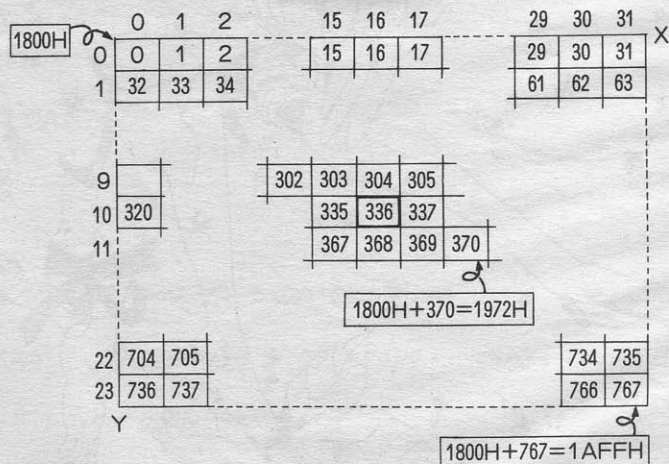 0 1 2 15 16 17 29 30 31 X
1800H
0 0 1 2 15 16 17 29 30 31
1 32 33 34 61 62 63
9 302 303 304 305
10 320 335 336 337
11 367 368 369 370
1800H+370=1972H
22 704 705 734 735
23 736 737 766 767
Y
1800H+767=1AFFH